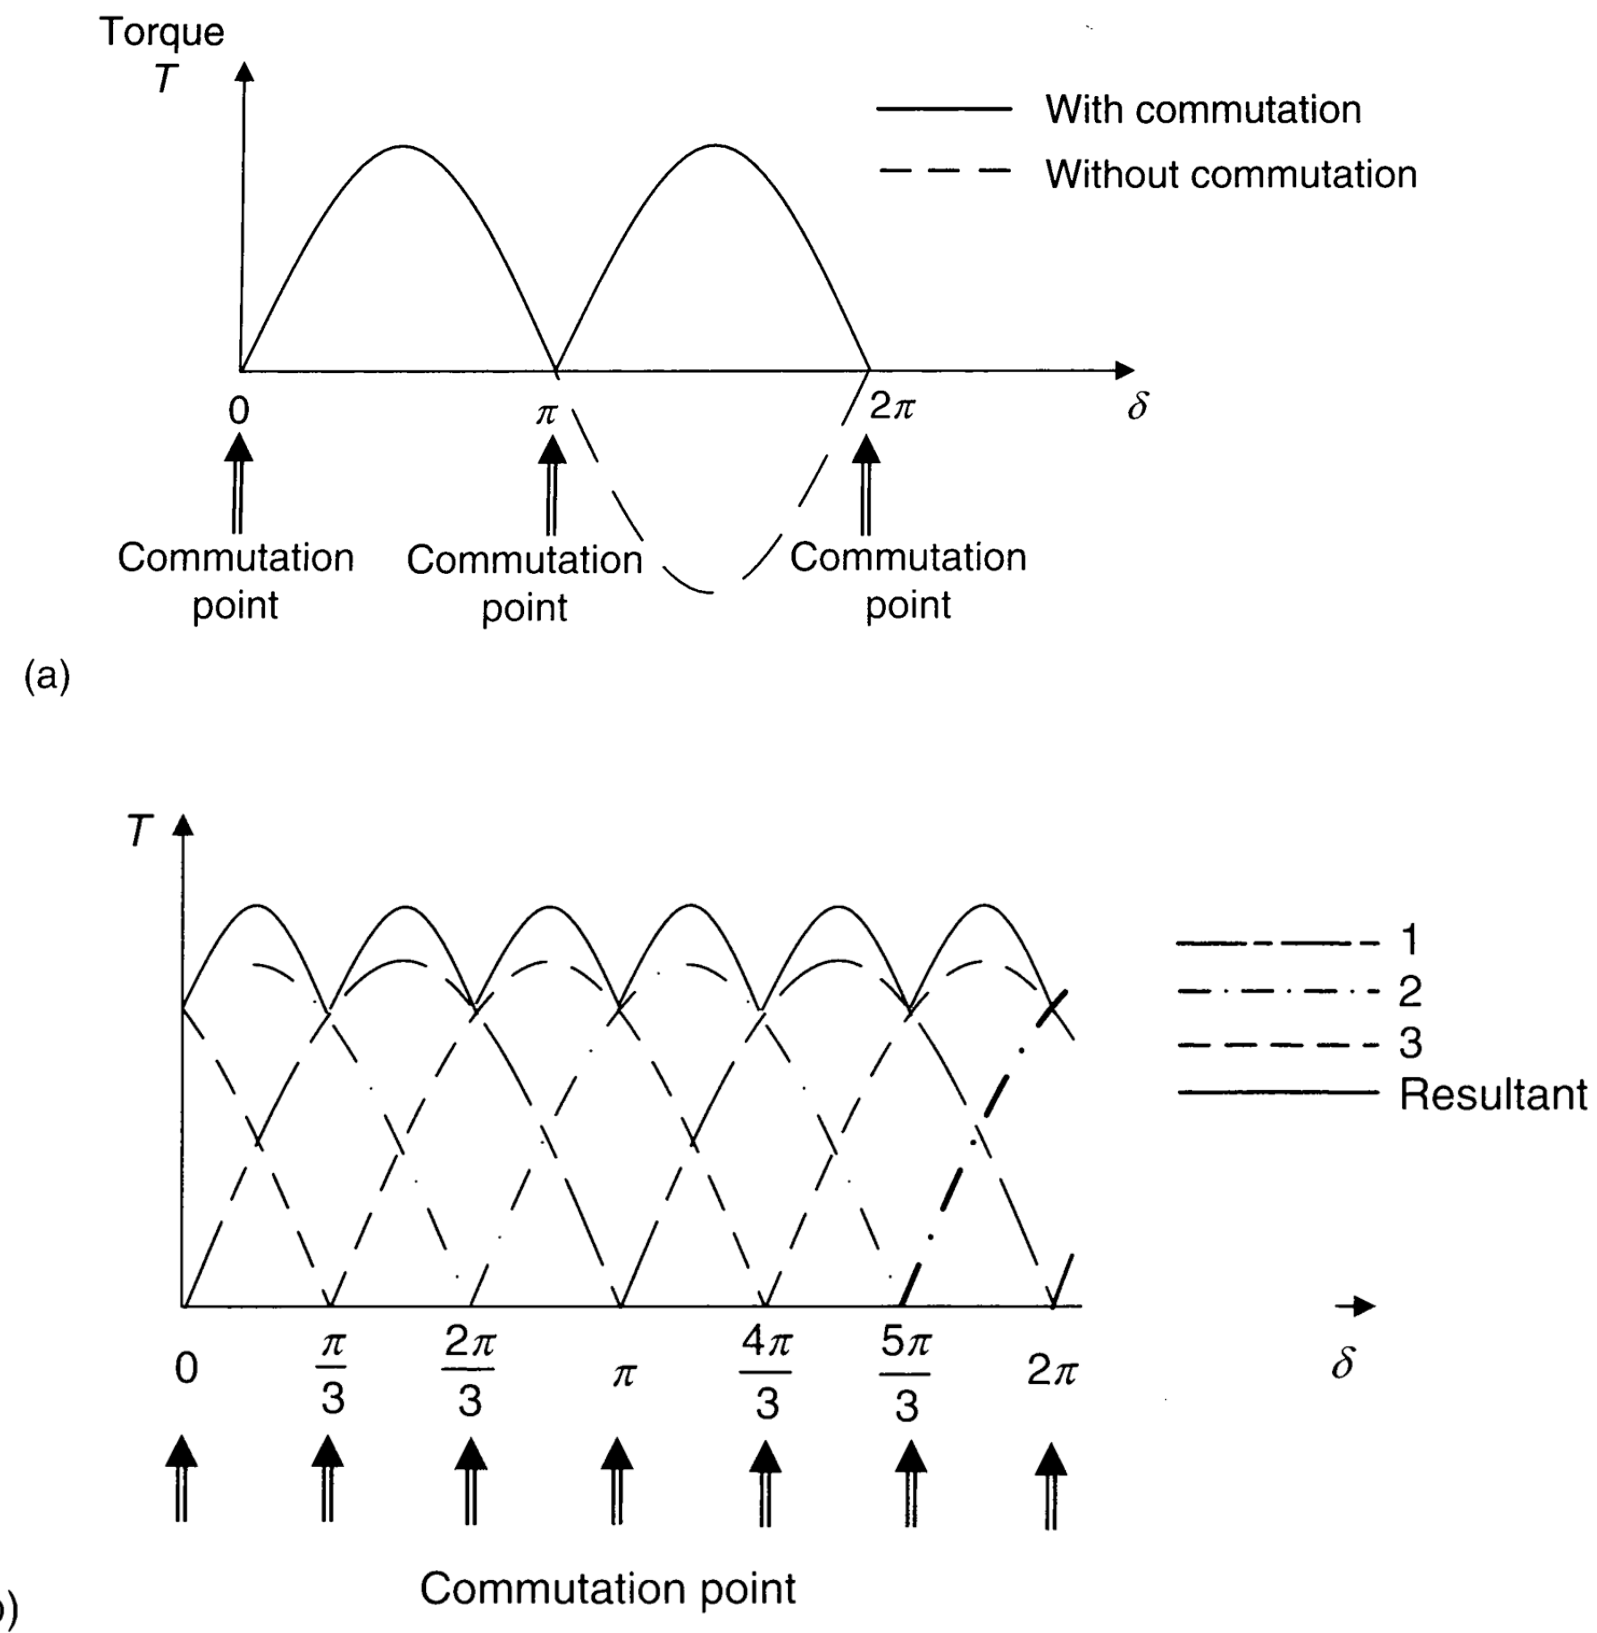 Torque
T
With commutation
Without commutation
0 π 2π δ
Commutation point
Commutation point
Commutation point
(a)
T
1
2
3
Resultant
0 π/3 2π/3 π 4π/3 5π/3 2π δ
Commutation point
)